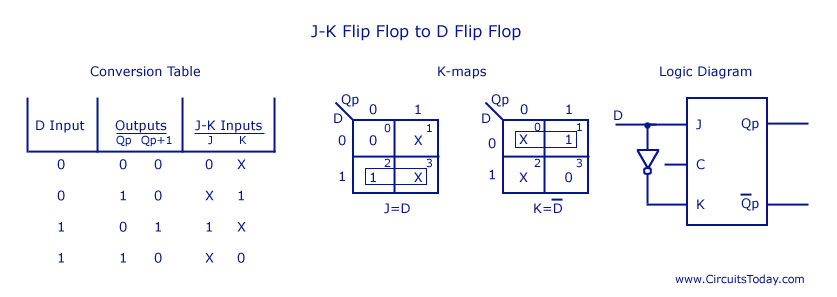 J-K Flip Flop to D Flip Flop
Conversion Table
D Input Outputs J-K Inputs
Qp Qp+1 J K
0 0 0 0 X
0 1 0 X 1
1 0 1 1 X
1 1 0 X 0
K-maps
Qp
D 0 1
0 0 0 X 1
1 1 2 X 3
J=D
Qp
D 0 1
0 X 0 1 1
1 X 2 0 3
K=D̅
Logic Diagram
D J Qp
C
K Q̅p
www.CircuitsToday.com